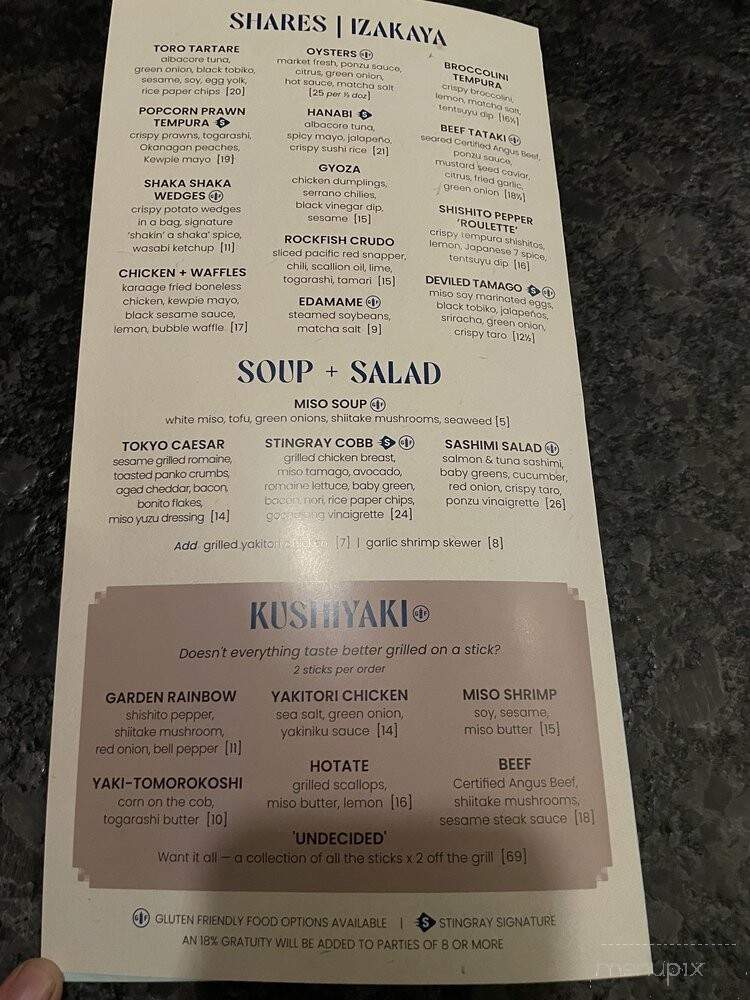 SHARES | IZAKAYA
TORO TARTARE
albacore tuna,
green onion, black tobiko,
sesame, soy, egg yolk,
rice paper chips [20]
POPCORN PRAWN
TEMPURA S
crispy prawns, togarashi,
Okanagan peaches,
Kewpie mayo [19]
SHAKA SHAKA
WEDGES GF
crispy potato wedges
in a bag, signature
'shakin' a shaka' spice,
wasabi ketchup [11]
CHICKEN + WAFFLES
karaage fried boneless
chicken, kewpie mayo,
black sesame sauce,
lemon, bubble waffle [17]
OYSTERS GF
market fresh, ponzu sauce,
citrus, green onion,
hot sauce, matcha salt
[25 per ½ doz]
HANABI S
albacore tuna,
spicy mayo, jalapeño,
crispy sushi rice [21]
GYOZA
chicken dumplings,
serrano chilies,
black vinegar dip,
sesame [15]
ROCKFISH CRUDO
sliced pacific red snapper,
chili, scallion oil, lime,
togarashi, tamari [15]
EDAMAME GF
steamed soybeans,
matcha salt [9]
BROCCOLINI
TEMPURA
crispy broccolini,
lemon, matcha salt,
tentsuyu dip [16½]
BEEF TATAKI GF
seared Certified Angus Beef,
ponzu sauce,
mustard seed caviar,
citrus, fried garlic,
green onion [18½]
SHISHITO PEPPER
'ROULETTE'
crispy tempura shishitos,
lemon, Japanese 7 spice,
tentsuyu dip [16]
DEVILED TAMAGO S GF
miso soy marinated eggs,
black tobiko, jalapeños,
sriracha, green onion,
crispy taro [12½]
SOUP + SALAD
MISO SOUP GF
white miso, tofu, green onions, shiitake mushrooms, seaweed [5]
TOKYO CAESAR
sesame grilled romaine,
toasted panko crumbs,
aged cheddar, bacon,
bonito flakes,
miso yuzu dressing [14]
STINGRAY COBB S GF
grilled chicken breast,
miso tamago, avocado,
romaine lettuce, baby green,
bacon, nori, rice paper chips,
vinaigrette [24]
SASHIMI SALAD GF
salmon & tuna sashimi,
baby greens, cucumber,
red onion, crispy taro,
ponzu vinaigrette [26]
Add grilled yakitori [7] | garlic shrimp skewer [8]
KUSHIYAKI GF
Doesn't everything taste better grilled on a stick?
2 sticks per order
GARDEN RAINBOW
shishito pepper,
shiitake mushroom,
red onion, bell pepper [11]
YAKI-TOMOROKOSHI
corn on the cob,
togarashi butter [10]
YAKITORI CHICKEN
sea salt, green onion,
yakiniku sauce [14]
HOTATE
grilled scallops,
miso butter, lemon [16]
MISO SHRIMP
soy, sesame,
miso butter [15]
BEEF
Certified Angus Beef,
shiitake mushrooms,
sesame steak sauce [18]
'UNDECIDED'
Want it all — a collection of all the sticks x 2 off the grill [69]
GF GLUTEN FRIENDLY FOOD OPTIONS AVAILABLE | S STINGRAY SIGNATURE
AN 18% GRATUITY WILL BE ADDED TO PARTIES OF 8 OR MORE
menupix